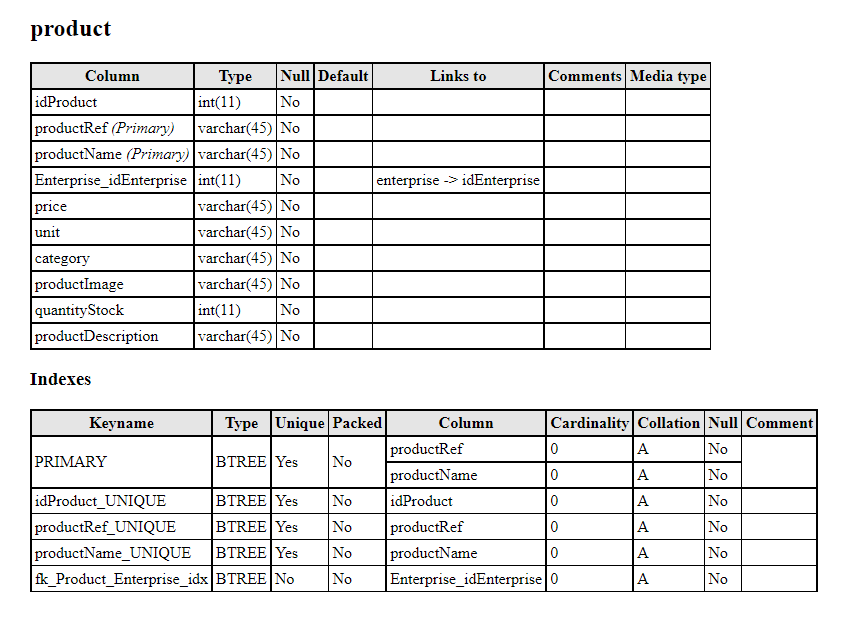 product
Column Type Null Default Links to Comments Media type
idProduct int(11) No
productRef (Primary) varchar(45) No
productName (Primary) varchar(45) No
Enterprise_idEnterprise int(11) No enterprise -> idEnterprise
price varchar(45) No
unit varchar(45) No
category varchar(45) No
productImage varchar(45) No
quantityStock int(11) No
productDescription varchar(45) No
Indexes
Keyname Type Unique Packed Column Cardinality Collation Null Comment
PRIMARY BTREE Yes No productRef 0 A No
productName 0 A No
idProduct_UNIQUE BTREE Yes No idProduct 0 A No
productRef_UNIQUE BTREE Yes No productRef 0 A No
productName_UNIQUE BTREE Yes No productName 0 A No
fk_Product_Enterprise_idx BTREE No No Enterprise_idEnterprise 0 A No